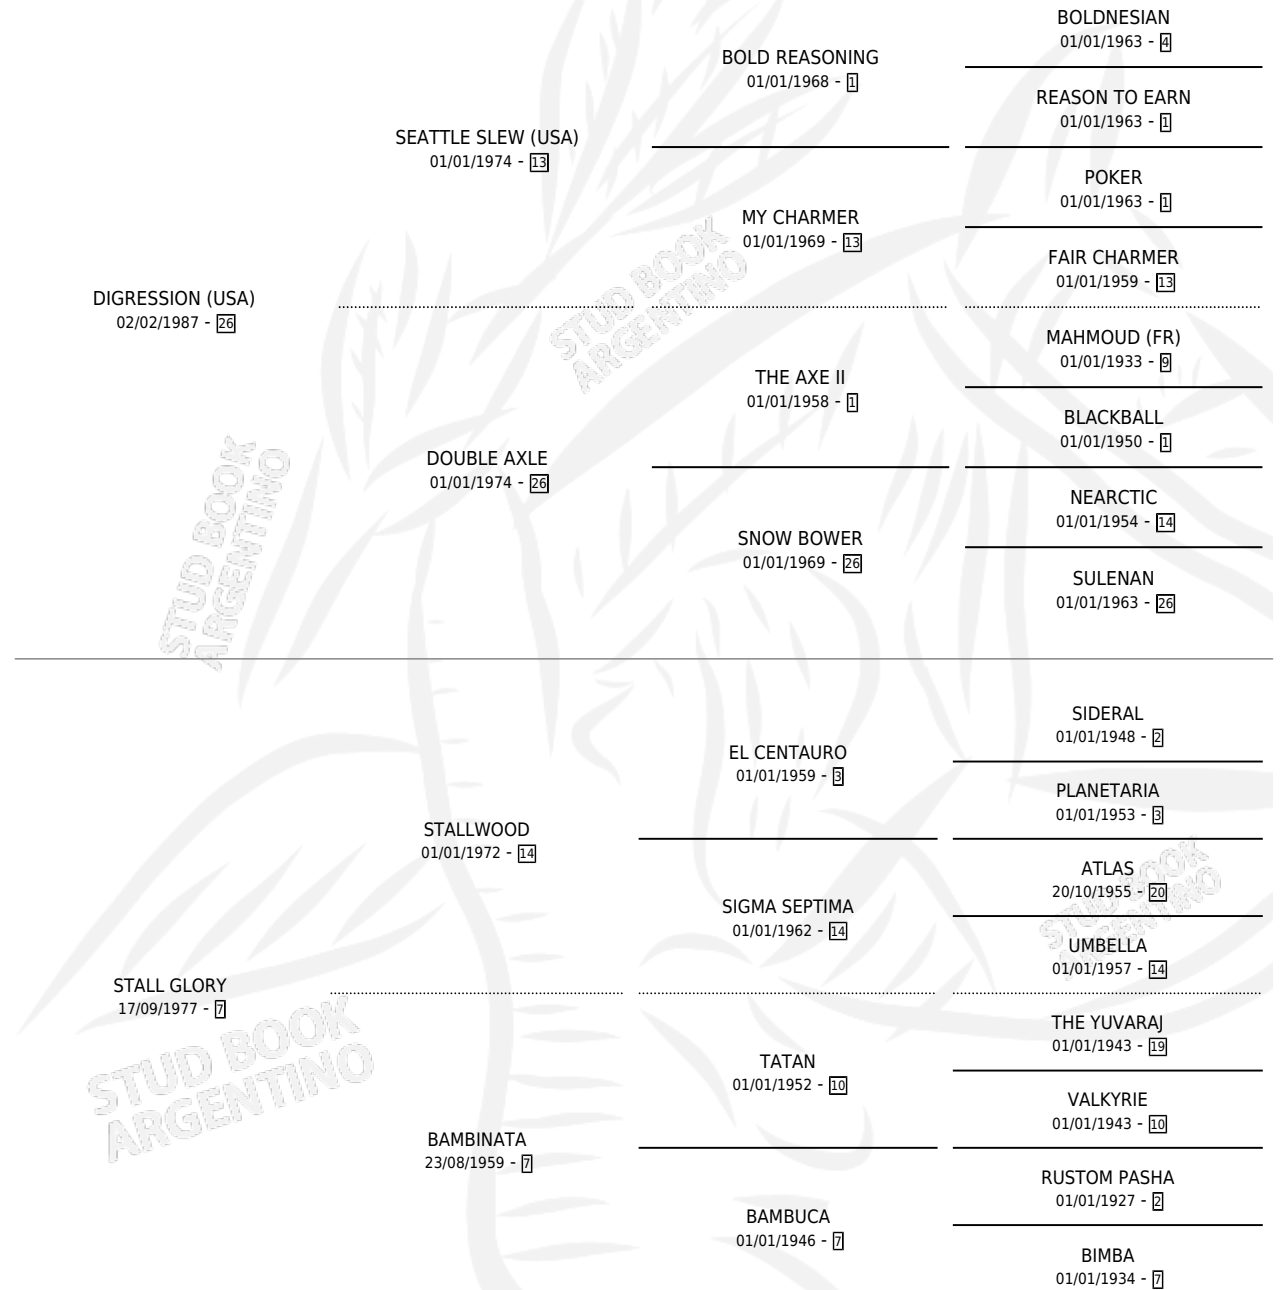 BOLDNESIAN
01/01/1963 - 4
BOLD REASONING
01/01/1968 - 1
REASON TO EARN
01/01/1963 - 1
SEATTLE SLEW (USA)
01/01/1974 - 13
POKER
01/01/1963 - 1
MY CHARMER
01/01/1969 - 13
FAIR CHARMER
01/01/1959 - 13
DIGRESSION (USA)
02/02/1987 - 26
MAHMOUD (FR)
01/01/1933 - 9
THE AXE II
01/01/1958 - 1
BLACKBALL
01/01/1950 - 1
DOUBLE AXLE
01/01/1974 - 26
NEARCTIC
01/01/1954 - 14
SNOW BOWER
01/01/1969 - 26
SULENAN
01/01/1963 - 26
SIDERAL
01/01/1948 - 2
EL CENTAURO
01/01/1959 - 3
PLANETARIA
01/01/1953 - 3
STALLWOOD
01/01/1972 - 14
ATLAS
20/10/1955 - 20
SIGMA SEPTIMA
01/01/1962 - 14
UMBELLA
01/01/1957 - 14
STALL GLORY
17/09/1977 - 7
THE YUVARAJ
01/01/1943 - 19
TATAN
01/01/1952 - 10
VALKYRIE
01/01/1943 - 10
BAMBINATA
23/08/1959 - 7
RUSTOM PASHA
01/01/1927 - 2
BAMBUCA
01/01/1946 - 7
BIMBA
01/01/1934 - 7
STUD BOOK
ARGENTINO
STUD BOOK
ARGENTINO
STUD BOOK
ARGENTINO
STUD BOOK
ARGENTINO